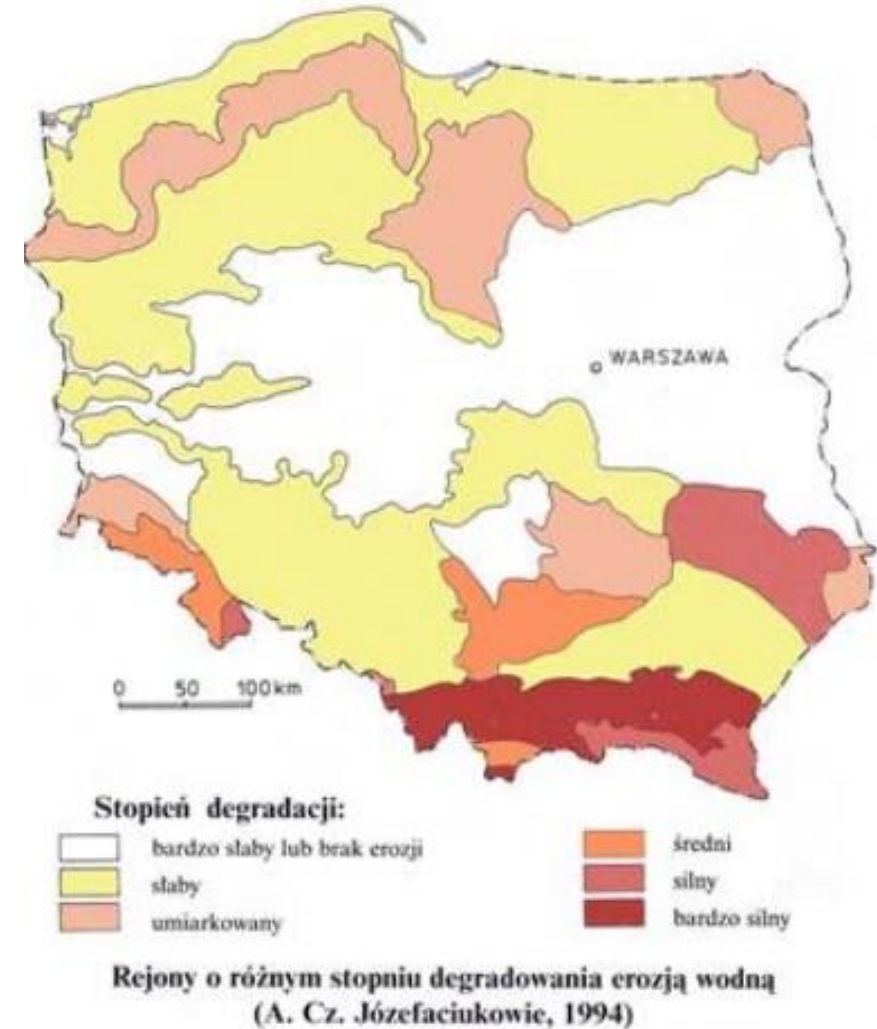 WARSZAWA
0 50 100 km
Stopień degradacji:
bardzo słaby lub brak erozji
słaby
umiarkowany
średni
silny
bardzo silny
Rejony o różnym stopniu degradowania erozją wodną
(A. Cz. Józefaciukowie, 1994)